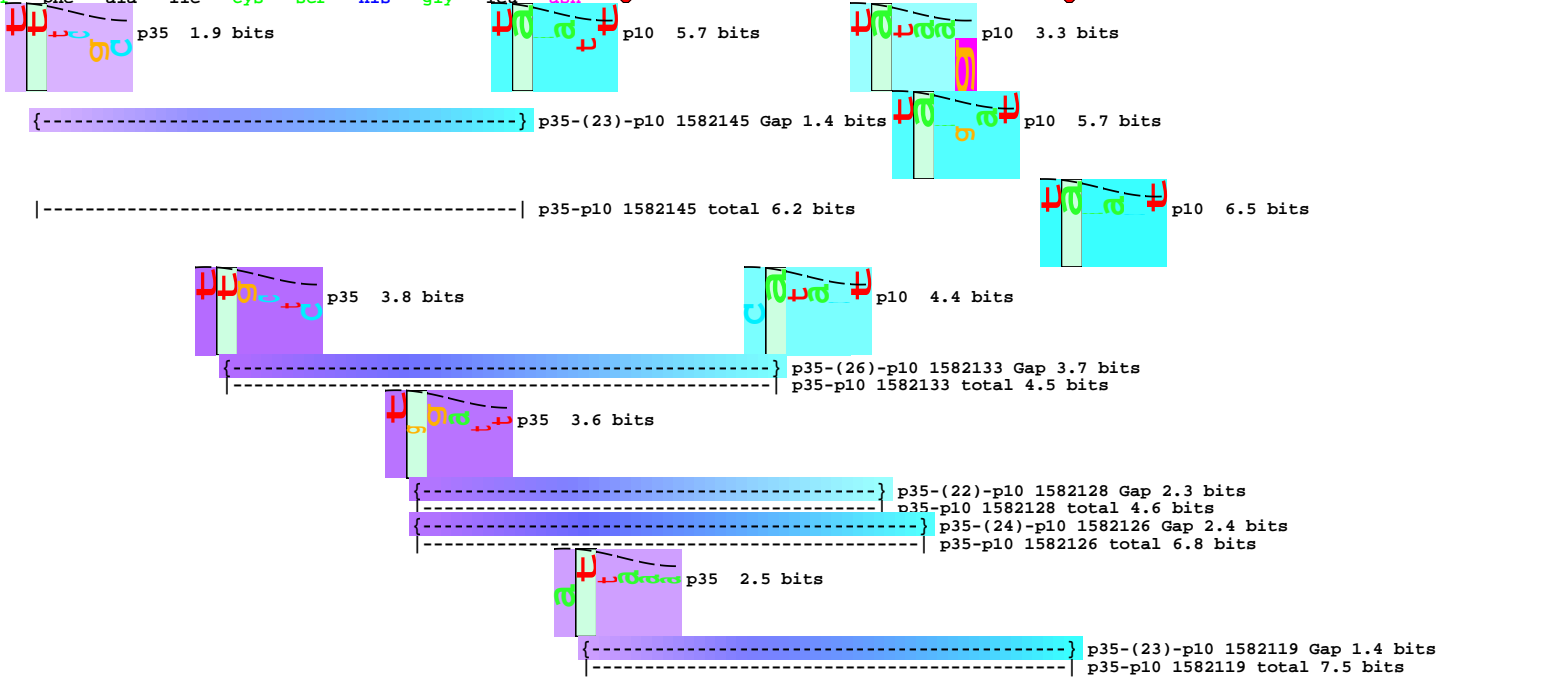 p35 1.9 bits
p10 5.7 bits
p10 3.3 bits
{-----------------------------------------------} p35-(23)-p10 1582145 Gap 1.4 bits
p10 5.7 bits
|-----------------------------------------------| p35-p10 1582145 total 6.2 bits
p10 6.5 bits
p35 3.8 bits
p10 4.4 bits
{-----------------------------------------------------} p35-(26)-p10 1582133 Gap 3.7 bits
|-----------------------------------------------------| p35-p10 1582133 total 4.5 bits
p35 3.6 bits
{---------------------------------------------} p35-(22)-p10 1582128 Gap 2.3 bits
|---------------------------------------------| p35-p10 1582128 total 4.6 bits
{-------------------------------------------------} p35-(24)-p10 1582126 Gap 2.4 bits
|-------------------------------------------------| p35-p10 1582126 total 6.8 bits
p35 2.5 bits
{-----------------------------------------------} p35-(23)-p10 1582119 Gap 1.4 bits
|-----------------------------------------------| p35-p10 1582119 total 7.5 bits